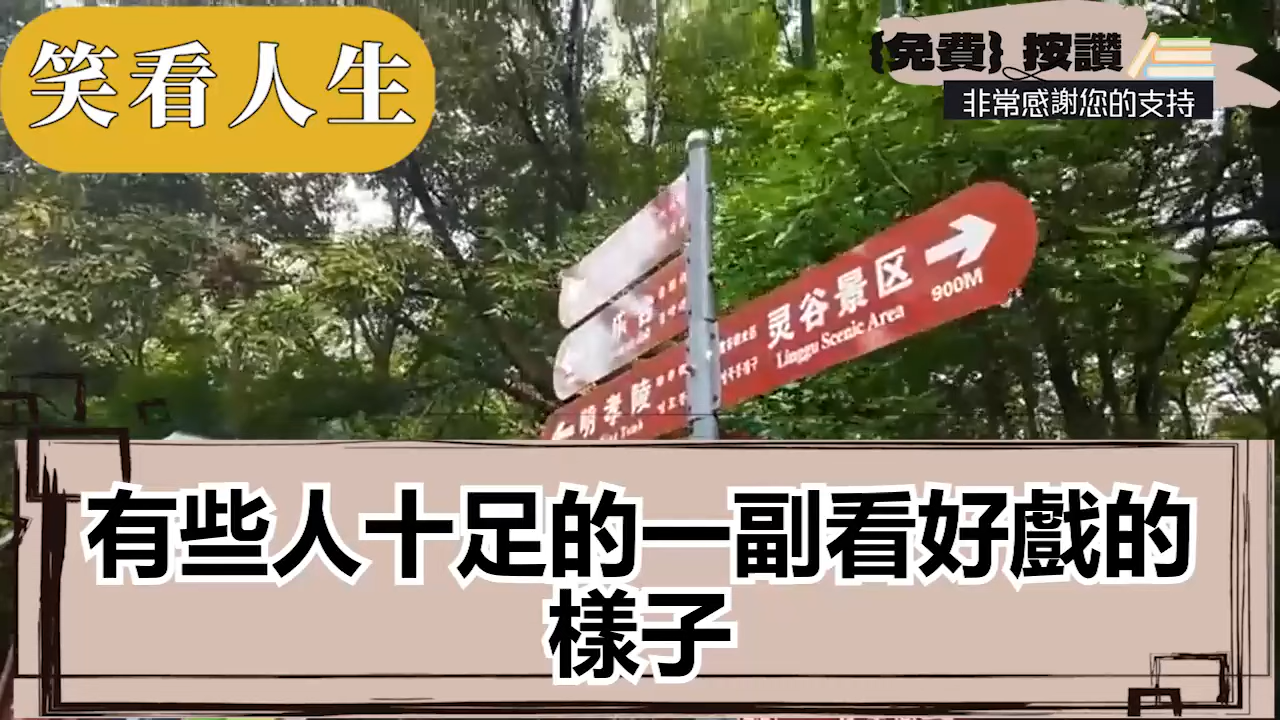 笑看人生
{免費} 按讚
非常感謝您的支持
灵谷景区
900M
Linggu Scenic Area
乐谷
明孝陵
有些人十足的一副看好戲的
樣子